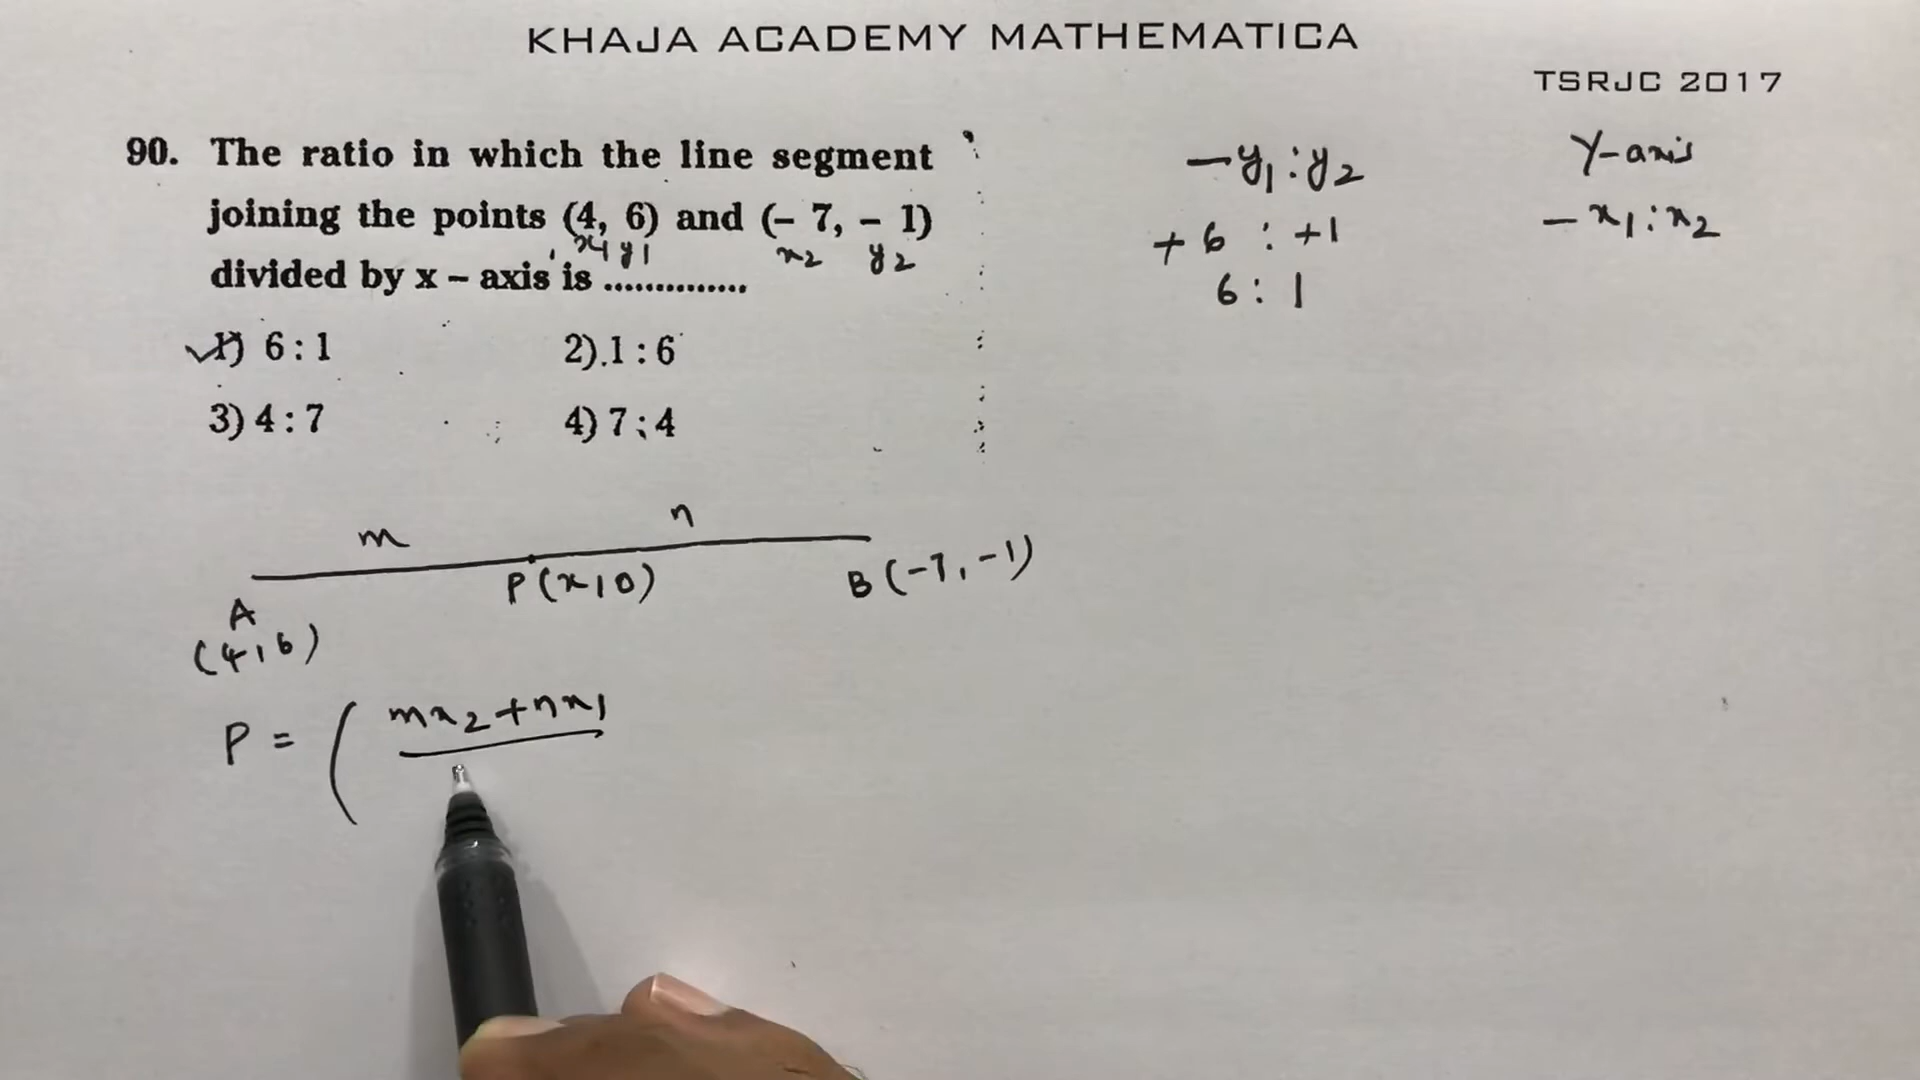 KHAJA ACADEMY MATHEMATICA
TSRJC 2017
90. The ratio in which the line segment
joining the points (4, 6) and (– 7, – 1)
x1 y1 x2 y2
divided by x – axis is ..............
1) 6 : 1
2) 1 : 6
3) 4 : 7
4) 7 : 4
-y1 : y2
+6 : +1
6 : 1
Y-axis
-x1 : x2
m n
P(x,0)
B(-7,-1)
A
(4,6)
P = ( mx2+nx1